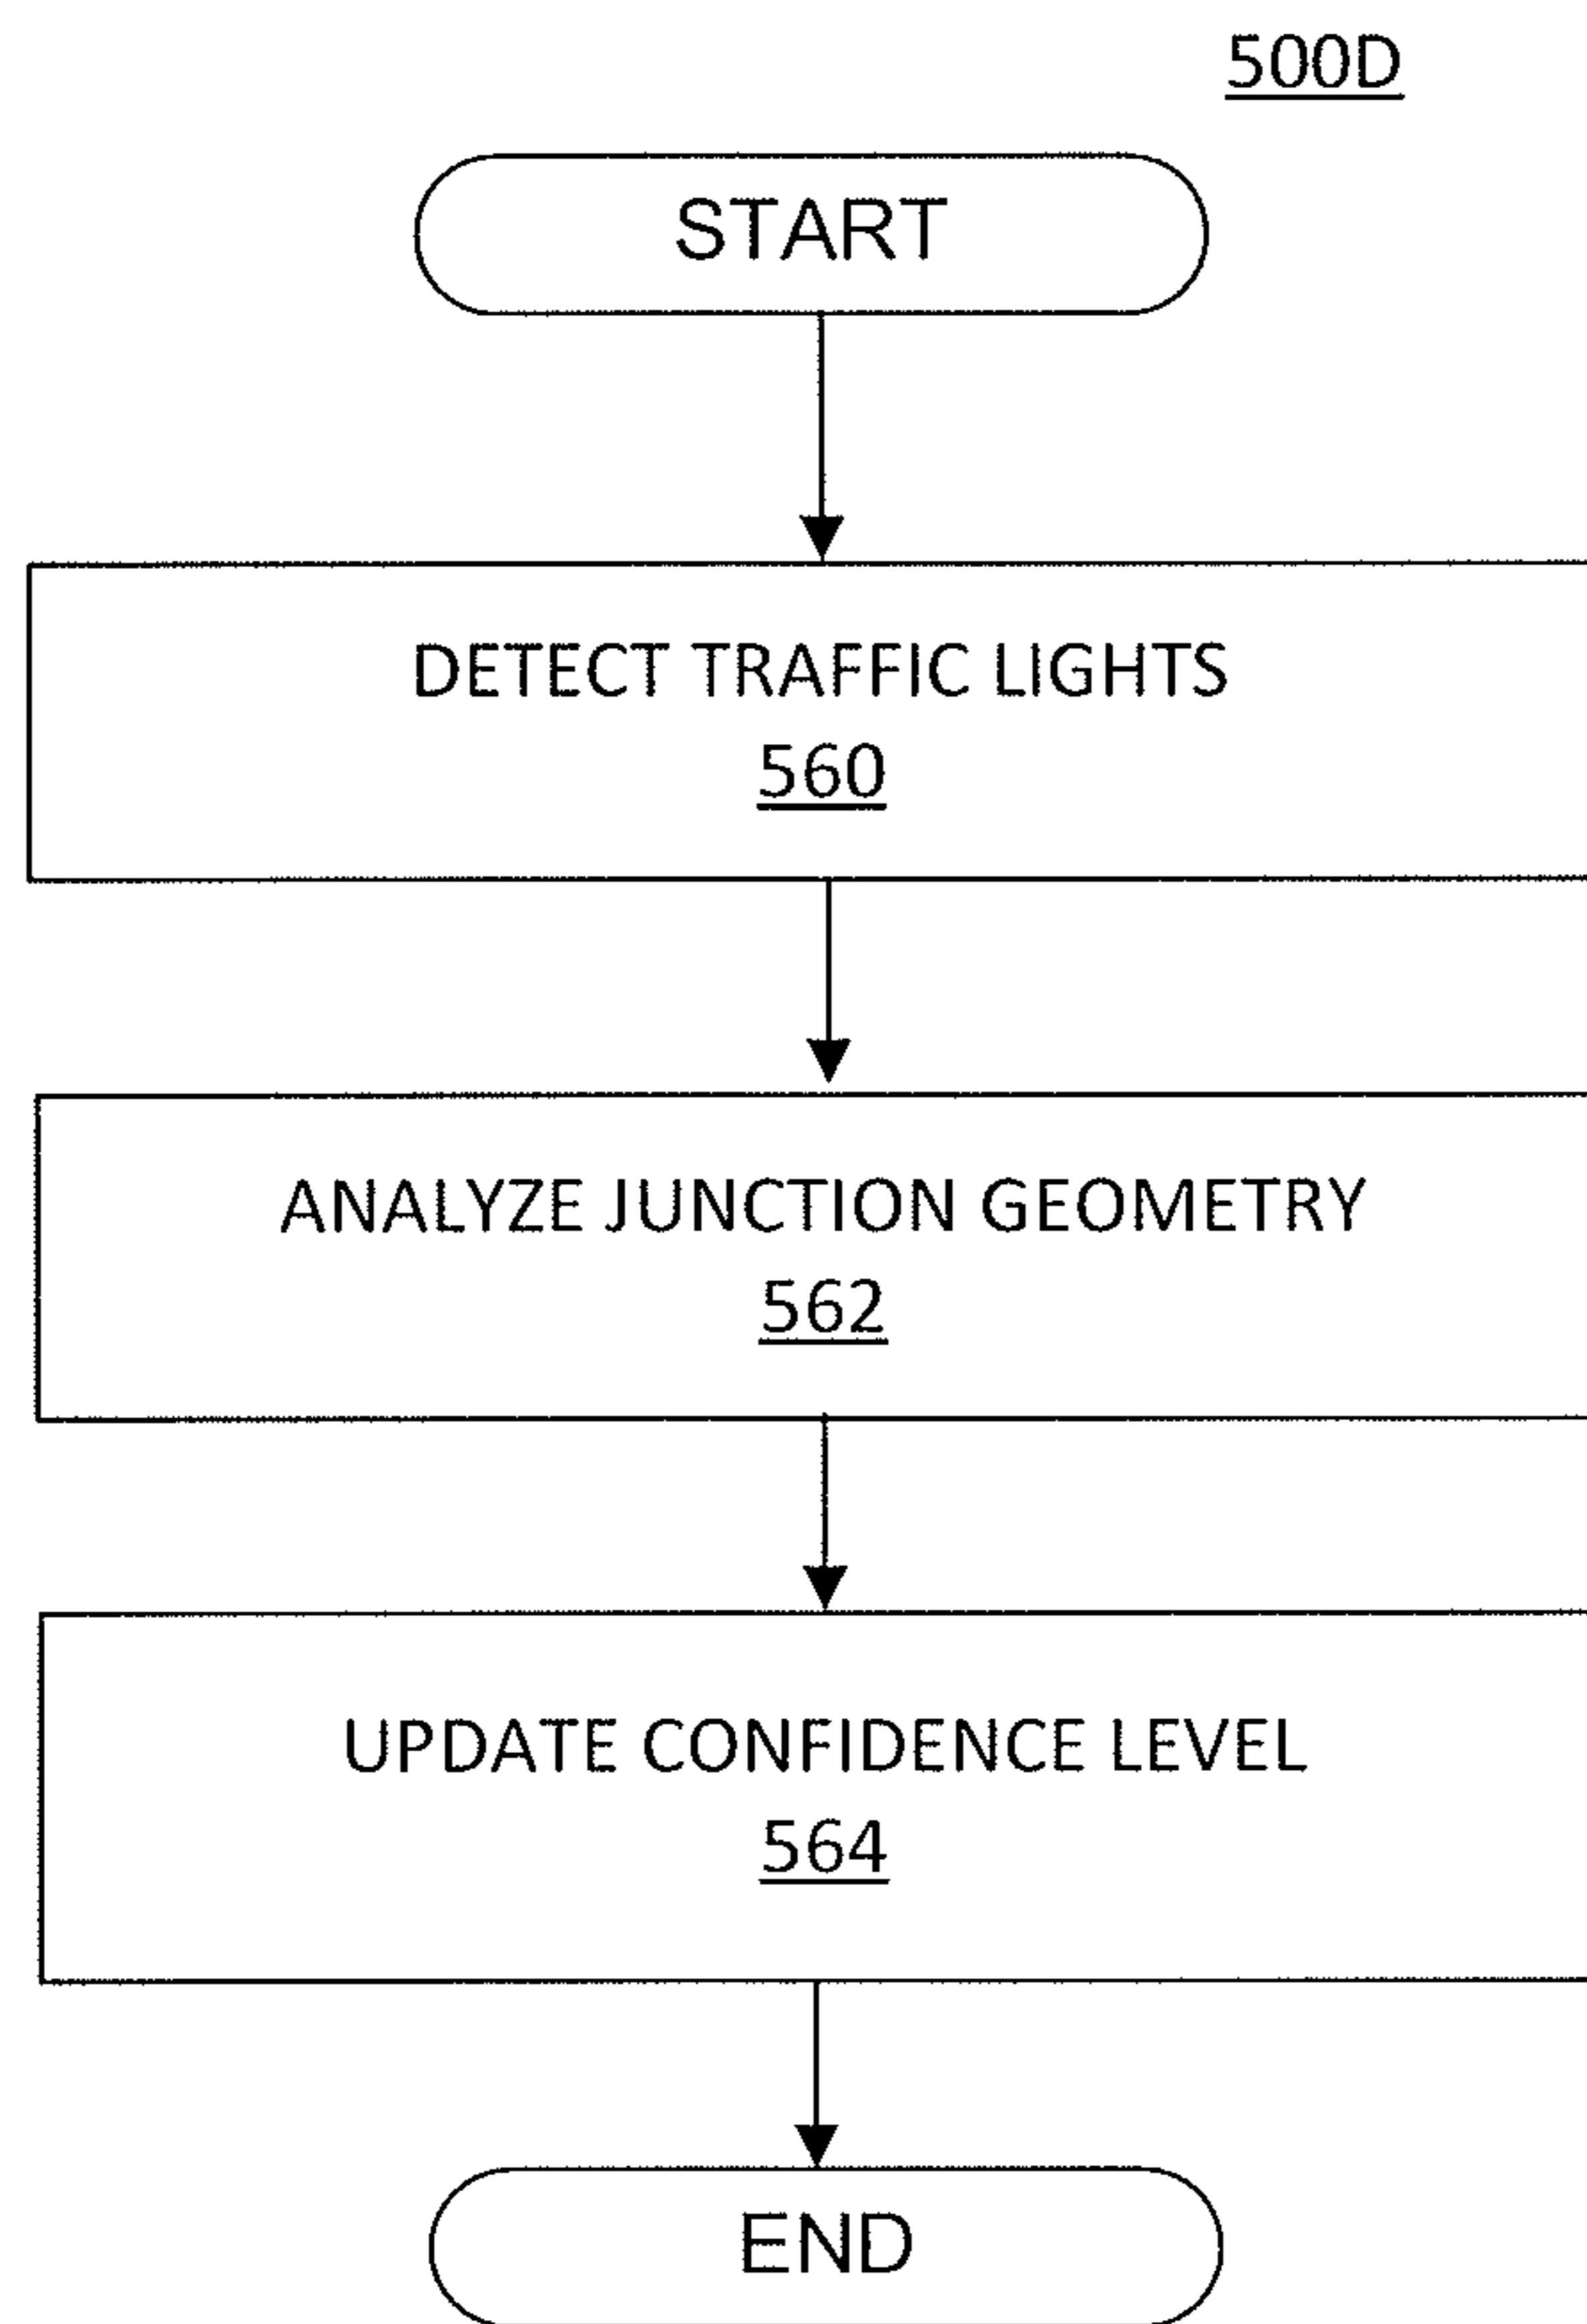 500D
START
DETECT TRAFFIC LIGHTS
560
ANALYZE JUNCTION GEOMETRY
562
UPDATE CONFIDENCE LEVEL
564
END